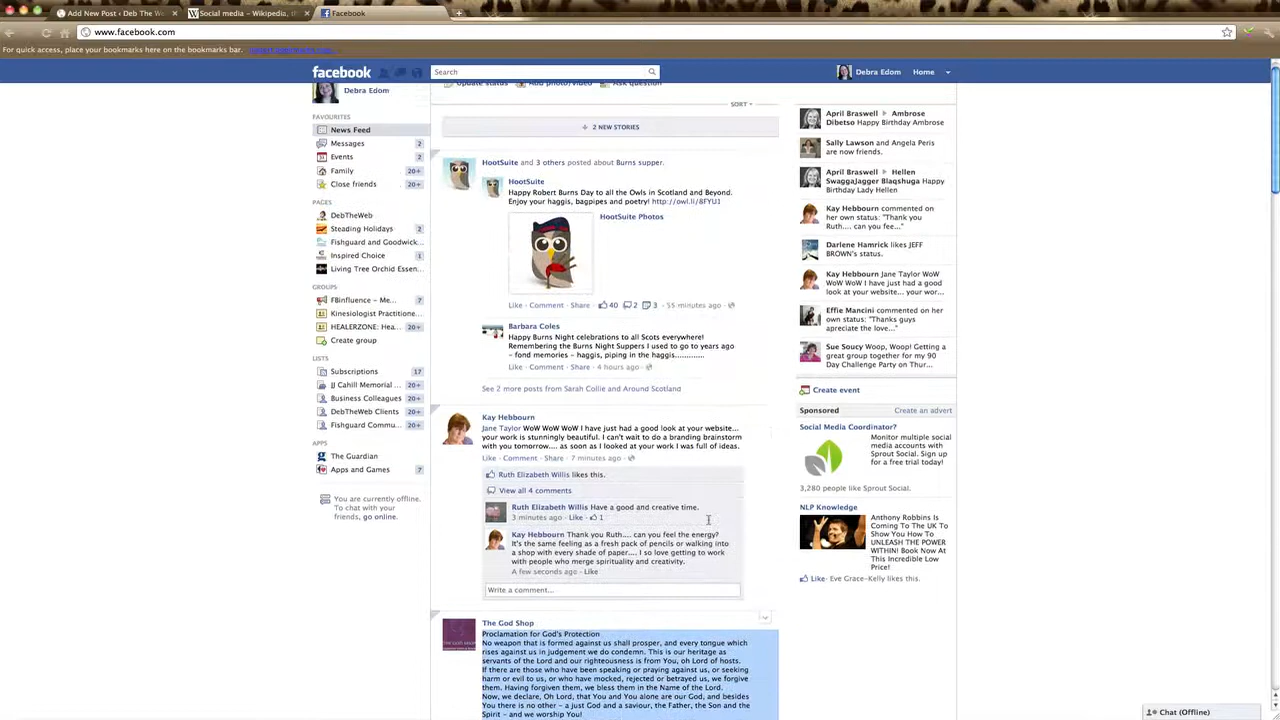 Add New Post ‹ Deb The W
Social media - Wikipedia, t
Facebook
www.facebook.com
For quick access, place your bookmarks here on the bookmarks bar.
facebook
Search
Debra Edom
Home
Debra Edom
FAVOURITES
News Feed
Messages 2
Events 2
Family 20+
Close friends 20+
PAGES
DebTheWeb
Steading Holidays 2
Fishguard and Goodwick...
Inspired Choice 1
Living Tree Orchid Essen...
GROUPS
FBinfluence – Me... 7
Kinesiologist Practitione...
HEALERZONE: Hea... 20+
Create group
LISTS
Subscriptions 17
JJ Cahill Memorial ... 20+
Business Colleagues 20+
DebTheWeb Clients 20+
Fishguard Commu... 20+
APPS
The Guardian
Apps and Games 7
You are currently offline.
To chat with your
friends, go online.
Update status Add photo/video Ask question
SORT
2 NEW STORIES
HootSuite and 3 others posted about Burns supper.
HootSuite
Happy Robert Burns Day to all the Owls in Scotland and Beyond.
Enjoy your haggis, bagpipes and poetry! http://owl.li/8FYU1
HootSuite Photos
Like · Comment · Share · 40 2 3 · 55 minutes ago ·
Barbara Coles
Happy Burns Night celebrations to all Scots everywhere!
Remembering the Burns Night Suppers I used to go to years ago
– fond memories – haggis, piping in the haggis............
Like · Comment · Share · 4 hours ago ·
See 2 more posts from Sarah Collie and Around Scotland
Kay Hebbourn
Jane Taylor WoW WoW WoW I have just had a good look at your website...
your work is stunningly beautiful. I can't wait to do a branding brainstorm
with you tomorrow.... as soon as I looked at your work I was full of ideas.
Like · Comment · Share · 7 minutes ago ·
Ruth Elizabeth Willis likes this.
View all 4 comments
Ruth Elizabeth Willis Have a good and creative time.
3 minutes ago · Like · 1
Kay Hebbourn Thank you Ruth.... can you feel the energy?
It's the same feeling as a fresh pack of pencils or walking into
a shop with every shade of paper.... I so love getting to work
with people who merge spirituality and creativity.
A few seconds ago · Like
Write a comment...
The God Shop
Proclamation for God's Protection
No weapon that is formed against us shall prosper, and every tongue which
rises against us in judgement we do condemn. This is our heritage as
servants of the Lord and our righteousness is from You, oh Lord of hosts.
If there are those who have been speaking or praying against us, or seeking
harm or evil to us, or who have mocked, rejected or betrayed us, we forgive
them. Having forgiven them, we bless them in the Name of the Lord.
Now, we declare, Oh Lord, that You and You alone are our God, and besides
You there is no other – a just God and a saviour, the Father, the Son and the
Spirit – and we worship You!
April Braswell ▸ Ambrose
Dibetso Happy Birthday Ambrose
Sally Lawson and Angela Peris
are now friends.
April Braswell ▸ Hellen
SwaggaJagger Blaqshuga Happy
Birthday Lady Hellen
Kay Hebbourn commented on
her own status: "Thank you
Ruth.... can you fee..."
Darlene Hamrick likes JEFF
BROWN's status.
Kay Hebbourn Jane Taylor WoW
WoW WoW I have just had a good
look at your website... your wor...
Effie Mancini commented on her
own status: "Thanks guys
apreciate the love..."
Sue Soucy Woop, Woop! Getting a
great group together for my 90
Day Challenge Party on Thur...
Create event
Sponsored
Create an advert
Social Media Coordinator?
Monitor multiple social
media accounts with
Sprout Social. Sign up
for a free trial today!
3,280 people like Sprout Social.
NLP Knowledge
Anthony Robbins Is
Coming To The UK To
Show You How To
UNLEASH THE POWER
WITHIN! Book Now At
This Incredible Low
Price!
Like · Eve Grace-Kelly likes this.
Chat (Offline)